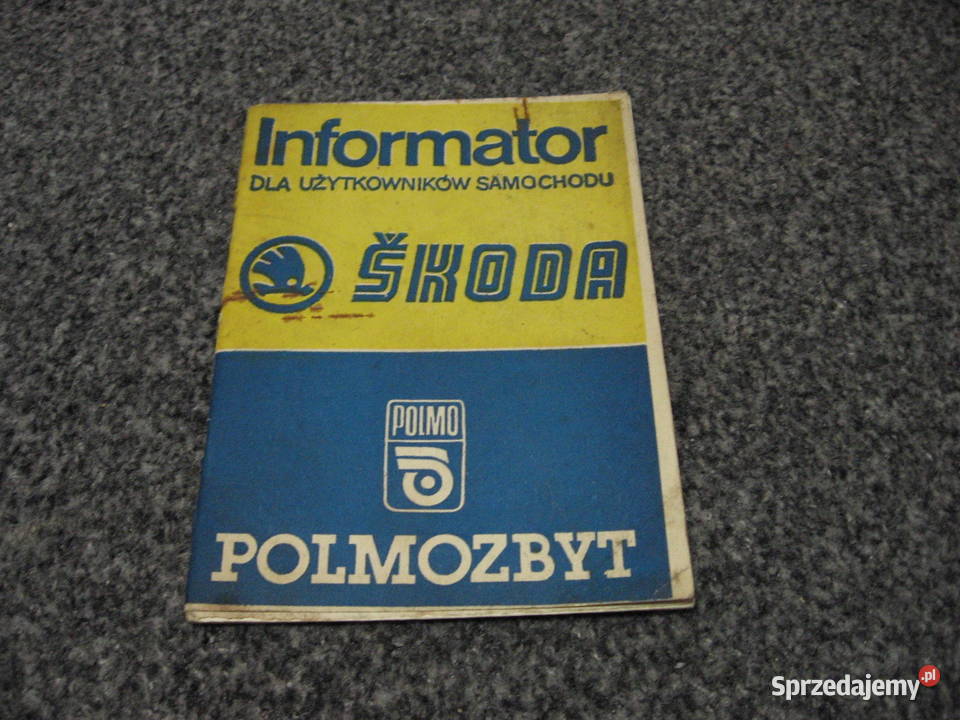 Informator
DLA UŻYTKOWNIKÓW SAMOCHODU
ŠKODA
POLMO
POLMOZBYT
Sprzedajemy.pl